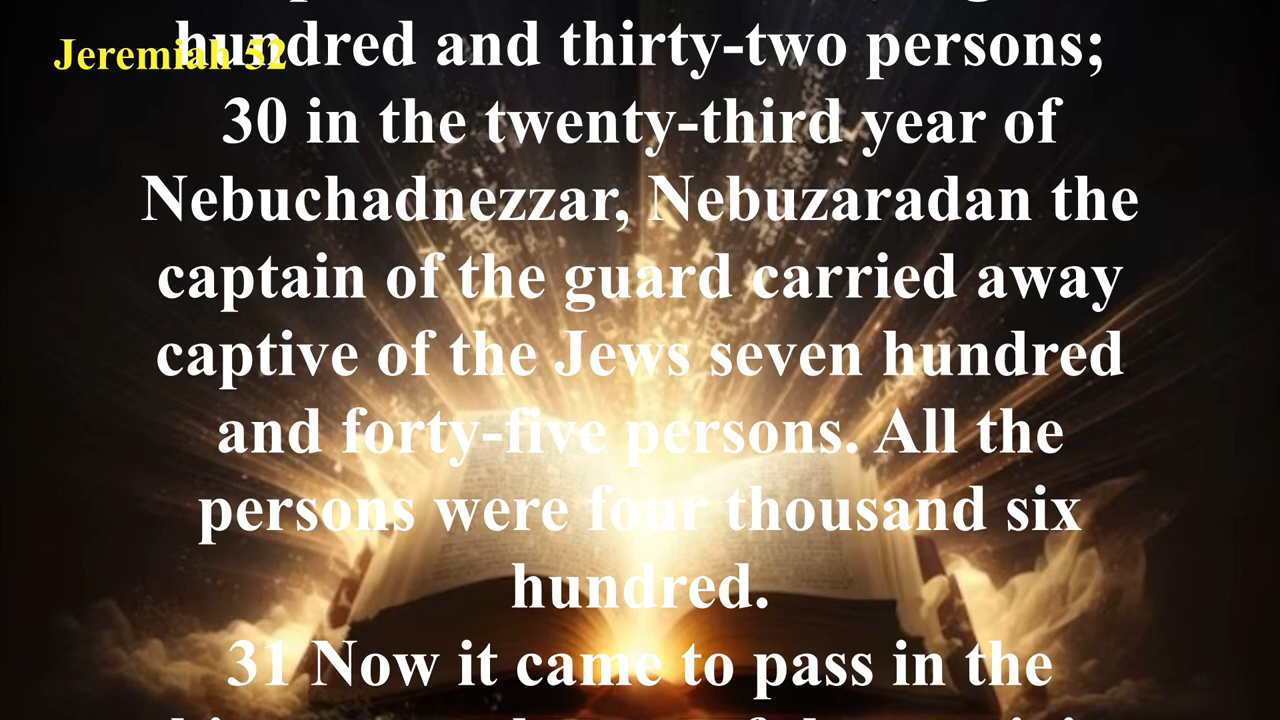 Jeremiah 52
hundred and thirty-two persons;
30 in the twenty-third year of
Nebuchadnezzar, Nebuzaradan the
captain of the guard carried away
captive of the Jews seven hundred
and forty-five persons. All the
persons were four thousand six
hundred.
31 Now it came to pass in the